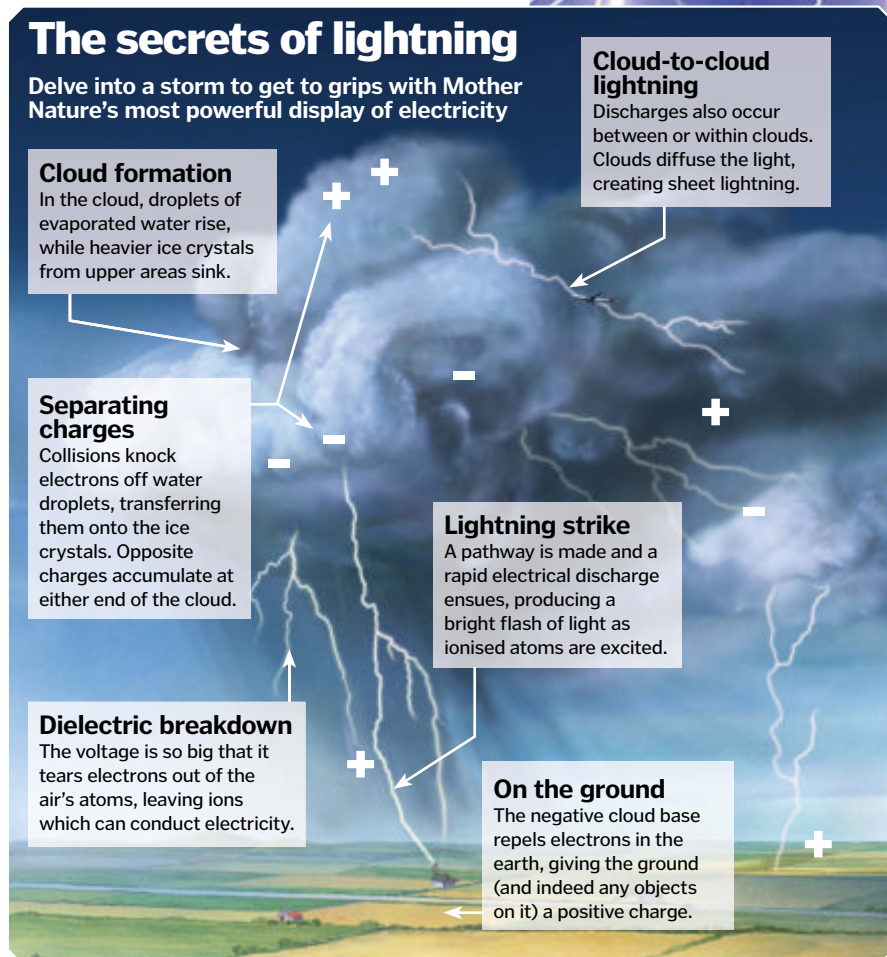 The secrets of lightning
Delve into a storm to get to grips with Mother
Nature's most powerful display of electricity
Cloud-to-cloud
lightning
Discharges also occur
between or within clouds.
Clouds diffuse the light,
creating sheet lightning.
Cloud formation
In the cloud, droplets of
evaporated water rise,
while heavier ice crystals
from upper areas sink.
Separating
charges
Collisions knock
electrons off water
droplets, transferring
them onto the ice
crystals. Opposite
charges accumulate at
either end of the cloud.
Lightning strike
A pathway is made and a
rapid electrical discharge
ensues, producing a
bright flash of light as
ionised atoms are excited.
Dielectric breakdown
The voltage is so big that it
tears electrons out of the
air's atoms, leaving ions
which can conduct electricity.
On the ground
The negative cloud base
repels electrons in the
earth, giving the ground
(and indeed any objects
on it) a positive charge.